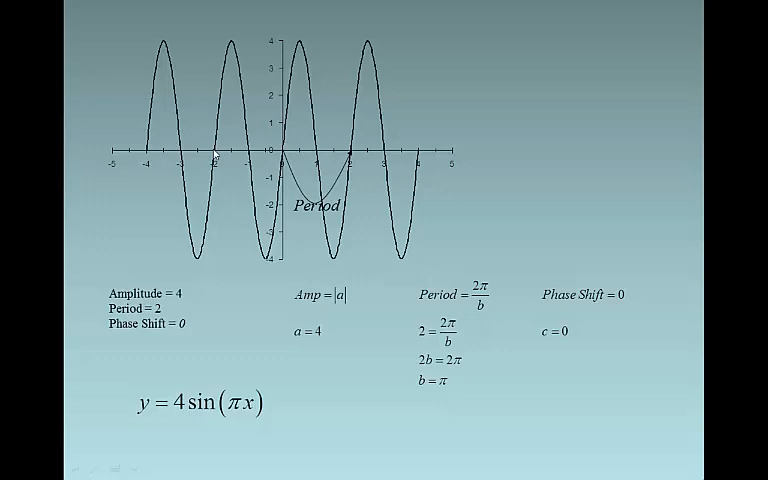 4
3
2
1
0
-5 -4 -3 -2 -1 0 1 2 3 4 5
-1
-2
Period
-3
-4
Amplitude = 4
Period = 2
Phase Shift = 0
Amp = |a|
a = 4
Period = 2π/b
2 = 2π/b
2b = 2π
b = π
Phase Shift = 0
c = 0
y = 4 sin(πx)